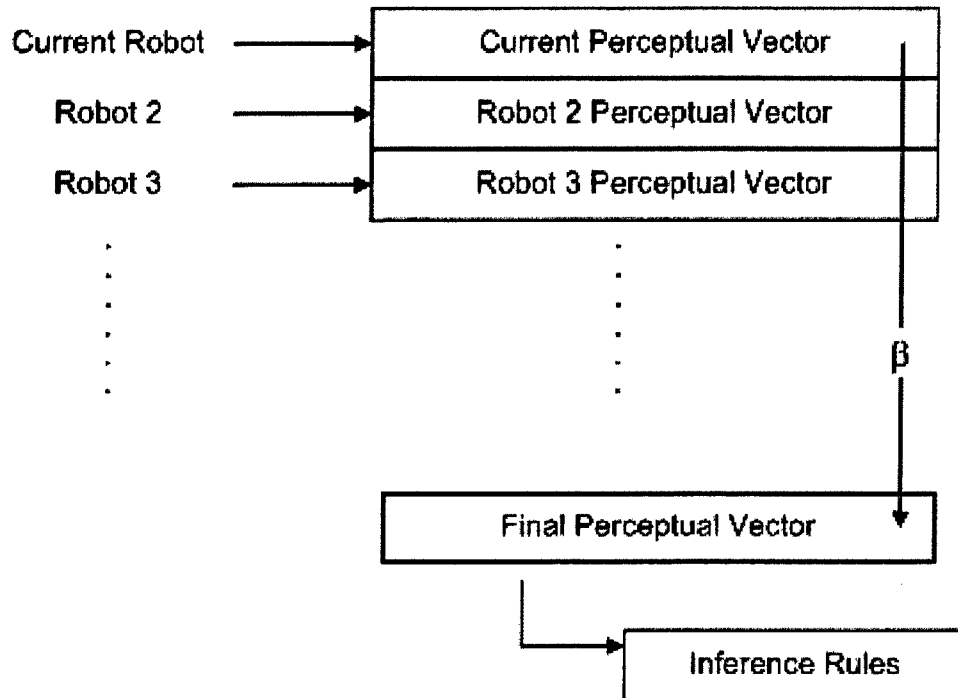 Current Robot
Current Perceptual Vector
Robot 2
Robot 2 Perceptual Vector
Robot 3
Robot 3 Perceptual Vector
β
Final Perceptual Vector
Inference Rules